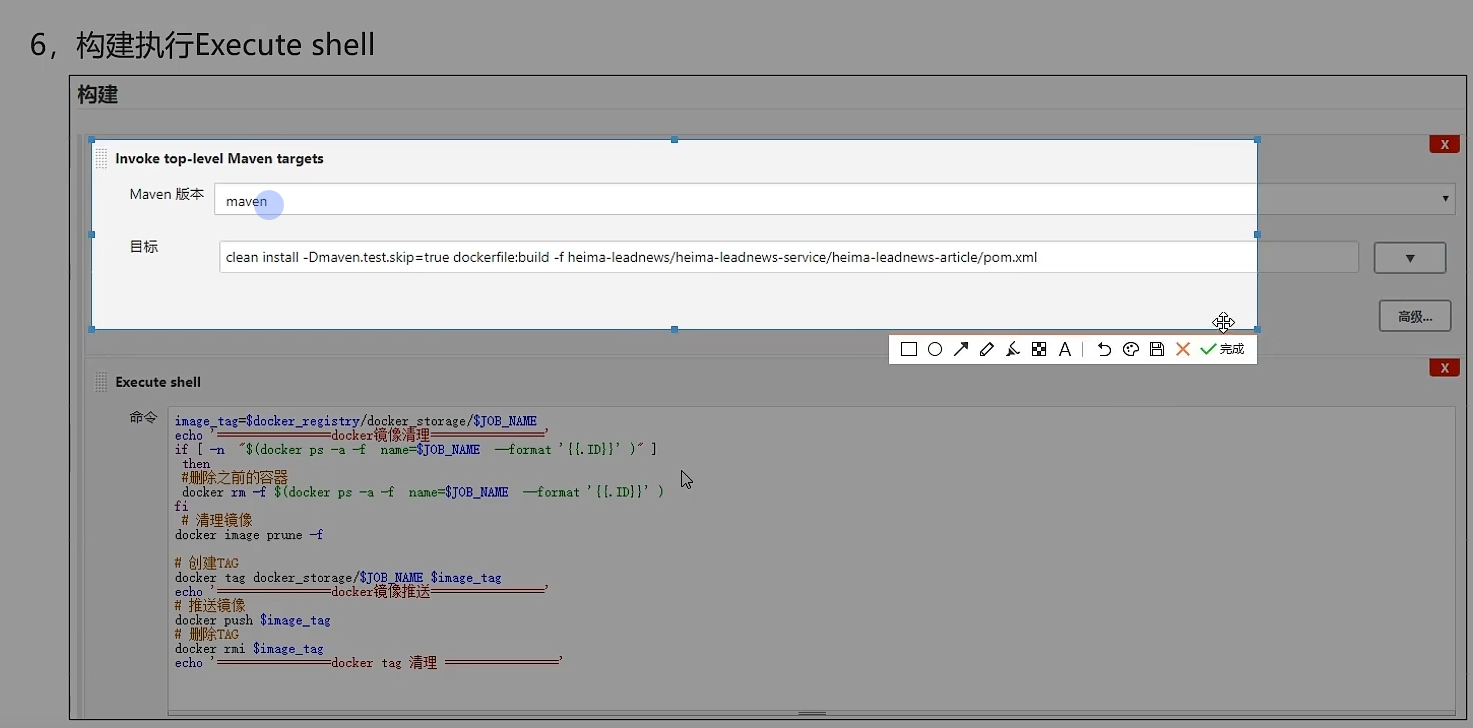 6，构建执行Execute shell
构建
X
Invoke top-level Maven targets
Maven 版本
maven
目标
clean install -Dmaven.test.skip=true dockerfile:build -f heima-leadnews/heima-leadnews-service/heima-leadnews-article/pom.xml
高级...
A
完成
X
Execute shell
命令
image_tag=$docker_registry/docker_storage/$JOB_NAME
echo '================docker镜像清理================'
if [ -n  "$(docker ps -a -f  name=$JOB_NAME  --format '{{.ID}}' )" ]
then
#删除之前的容器
docker rm -f $(docker ps -a -f  name=$JOB_NAME  --format '{{.ID}}' )
fi
# 清理镜像
docker image prune -f
# 创建TAG
docker tag docker_storage/$JOB_NAME $image_tag
echo '================docker镜像推送================'
# 推送镜像
docker push $image_tag
# 删除TAG
docker rmi $image_tag
echo '================docker tag 清理 ================'